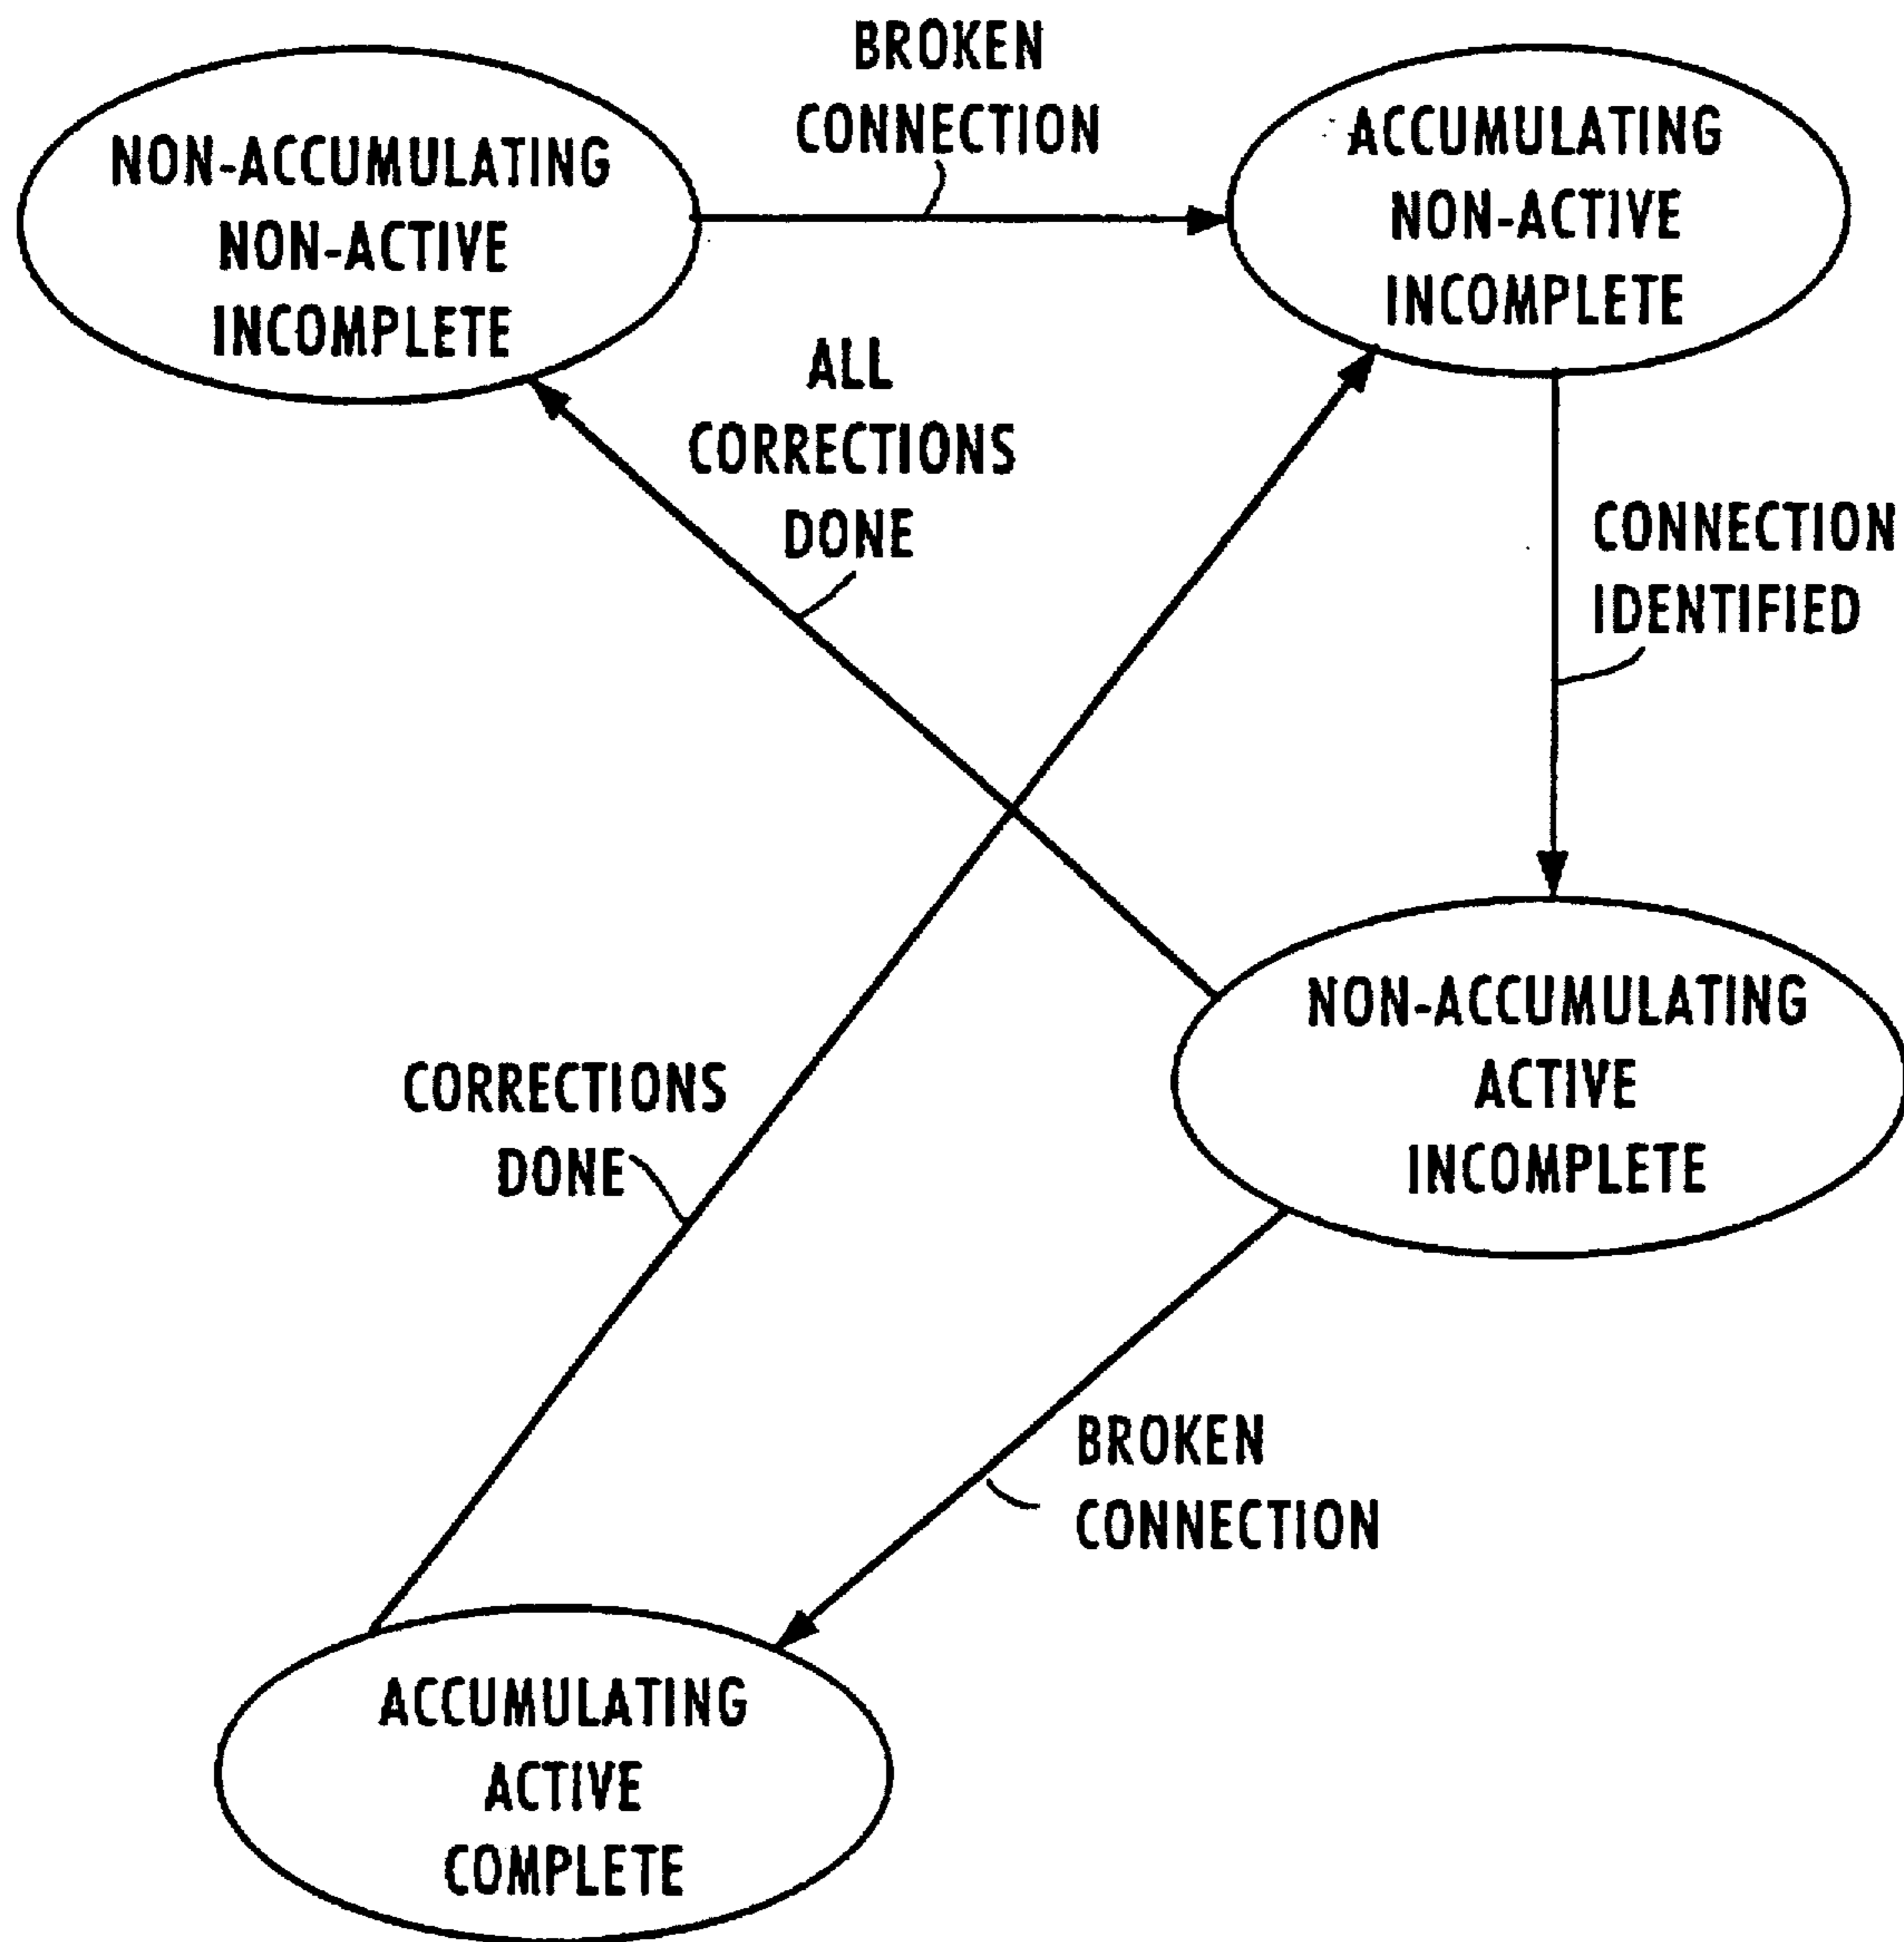 BROKEN
CONNECTION
NON-ACCUMULATING
NON-ACTIVE
INCOMPLETE
ACCUMULATING
NON-ACTIVE
INCOMPLETE
ALL
CORRECTIONS
DONE
CONNECTION
IDENTIFIED
NON-ACCUMULATING
ACTIVE
INCOMPLETE
CORRECTIONS
DONE
BROKEN
CONNECTION
ACCUMULATING
ACTIVE
COMPLETE